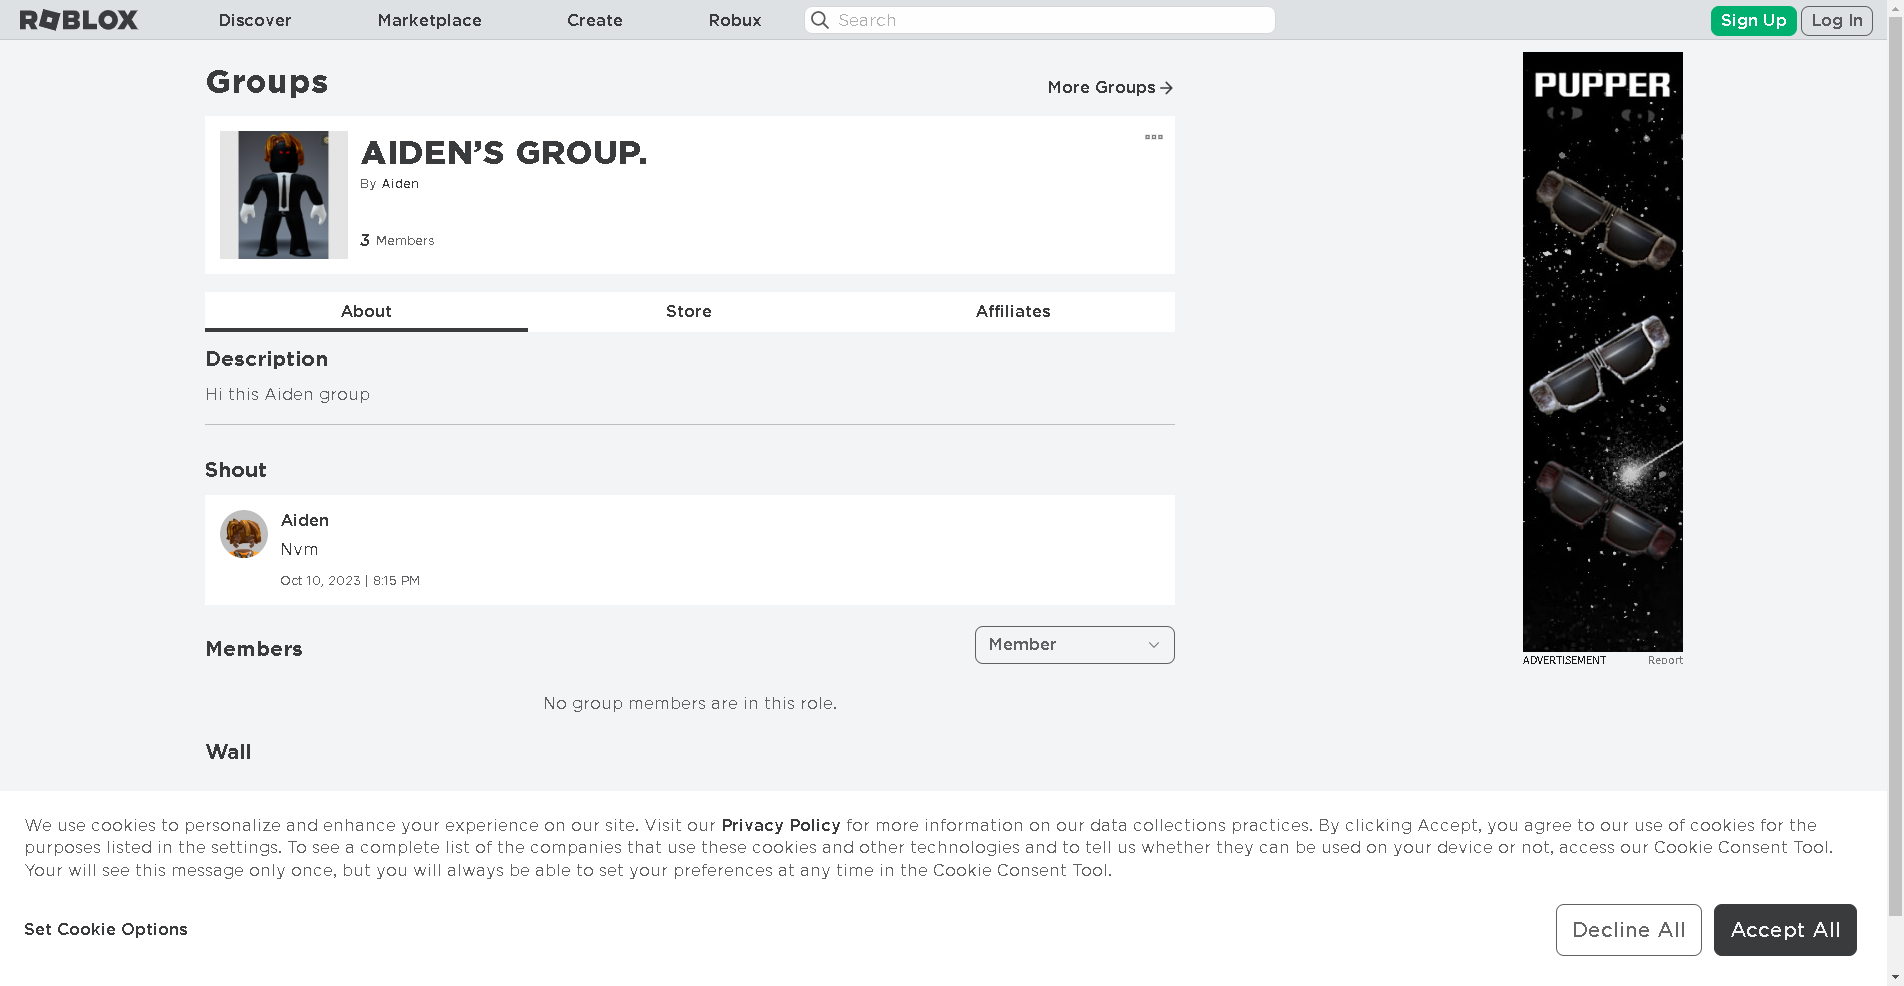 ROBLOX
Discover
Marketplace
Create
Robux
Search
Sign Up
Log In
Groups
More Groups
AIDEN'S GROUP.
By Aiden
3 Members
About
Store
Affiliates
Description
Hi this Aiden group
Shout
Aiden
Nvm
Oct 10, 2023 | 8:15 PM
Members
Member
No group members are in this role.
Wall
PUPPER
ADVERTISEMENT
Report
We use cookies to personalize and enhance your experience on our site. Visit our Privacy Policy for more information on our data collections practices. By clicking Accept, you agree to our use of cookies for the
purposes listed in the settings. To see a complete list of the companies that use these cookies and other technologies and to tell us whether they can be used on your device or not, access our Cookie Consent Tool.
Your will see this message only once, but you will always be able to set your preferences at any time in the Cookie Consent Tool.
Set Cookie Options
Decline All
Accept All